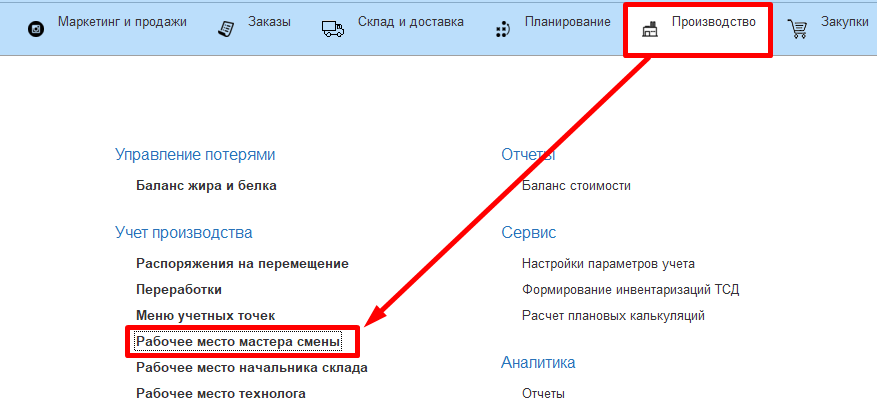 Маркетинг и продажи
Заказы
Склад и доставка
Планирование
Производство
Закупки
Управление потерями
Баланс жира и белка
Учет производства
Распоряжения на перемещение
Переработки
Меню учетных точек
Рабочее место мастера смены
Рабочее место начальника склада
Рабочее место технолога
Отчеты
Баланс стоимости
Сервис
Настройки параметров учета
Формирование инвентаризаций ТСД
Расчет плановых калькуляций
Аналитика
Отчеты